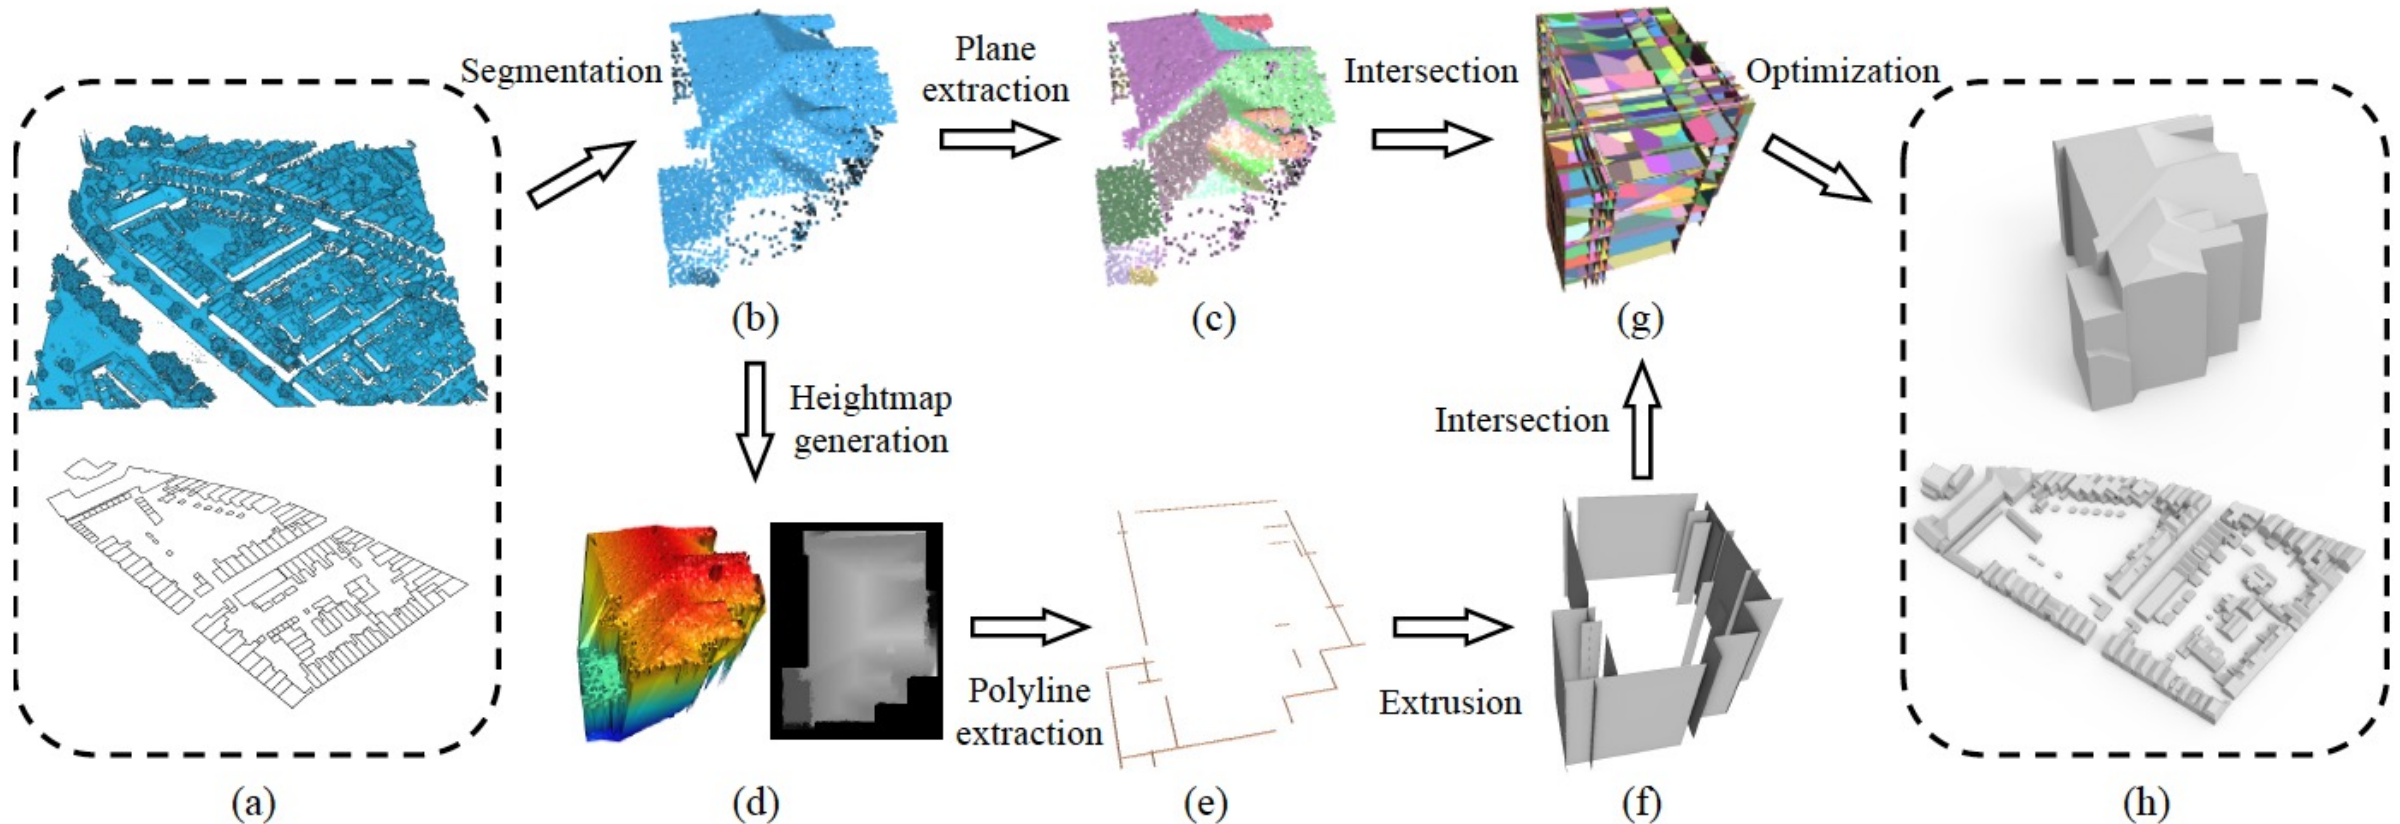 Segmentation
Plane
extraction
Intersection
Optimization
(b)
(c)
(g)
Heightmap
generation
Intersection
Polyline
extraction
Extrusion
(a)
(d)
(e)
(f)
(h)